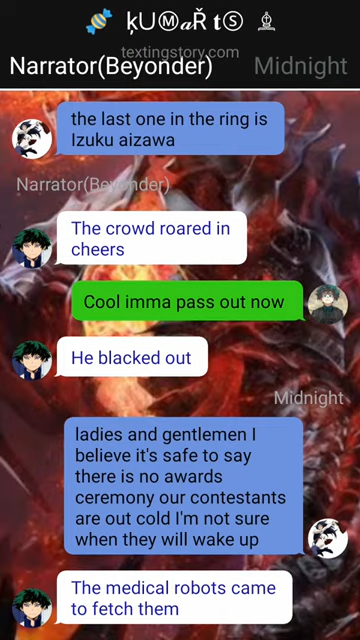 🍬 ķUⓂ𝒶Ř 𝐭Ⓢ ♗
textingstory.com
Narrator(Beyonder) Midnight
the last one in the ring is
Izuku aizawa
Narrator(Beyonder)
The crowd roared in
cheers
Cool imma pass out now
He blacked out
Midnight
ladies and gentlemen I
believe it's safe to say
there is no awards
ceremony our contestants
are out cold I'm not sure
when they will wake up
The medical robots came
to fetch them